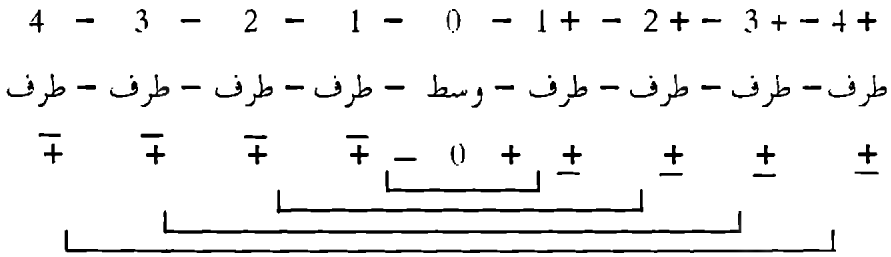 4 - 3 - 2 - 1 - 0 - 1 + - 2 + - 3 + - 4 +
طرف - طرف - طرف - طرف - وسط - طرف - طرف - طرف - طرف
∓ ∓ ∓ ∓ - 0 + ± ± ± ±